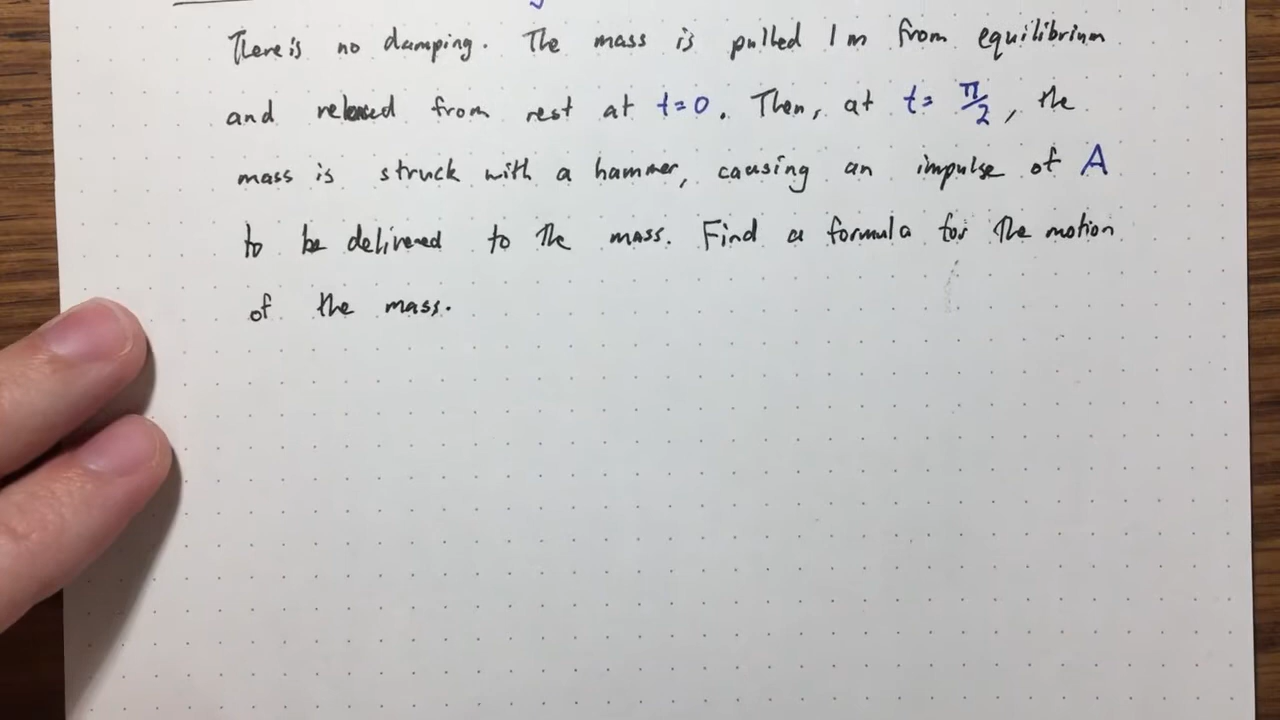 There is no damping. The mass is pulled 1 m from equilibrium
and released from rest at t=0. Then, at t= π/2, the
mass is struck with a hammer, causing an impulse of A
to be delivered to the mass. Find a formula for the motion
of the mass.